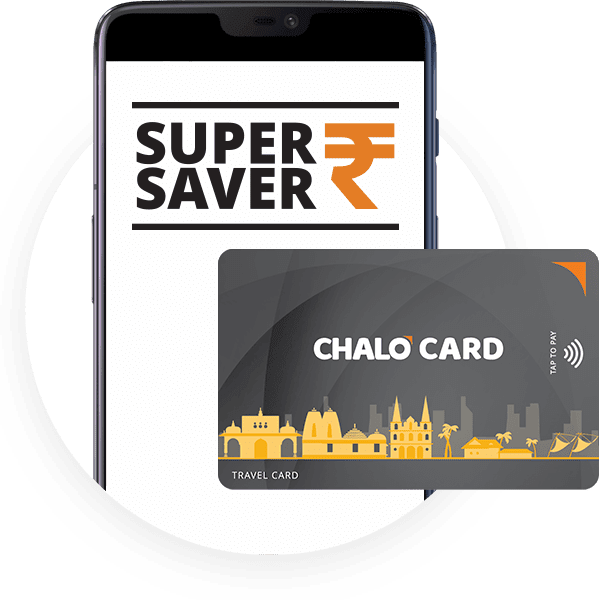 SUPER ₹
SAVER
CHALO CARD
TAP TO PAY
TRAVEL CARD